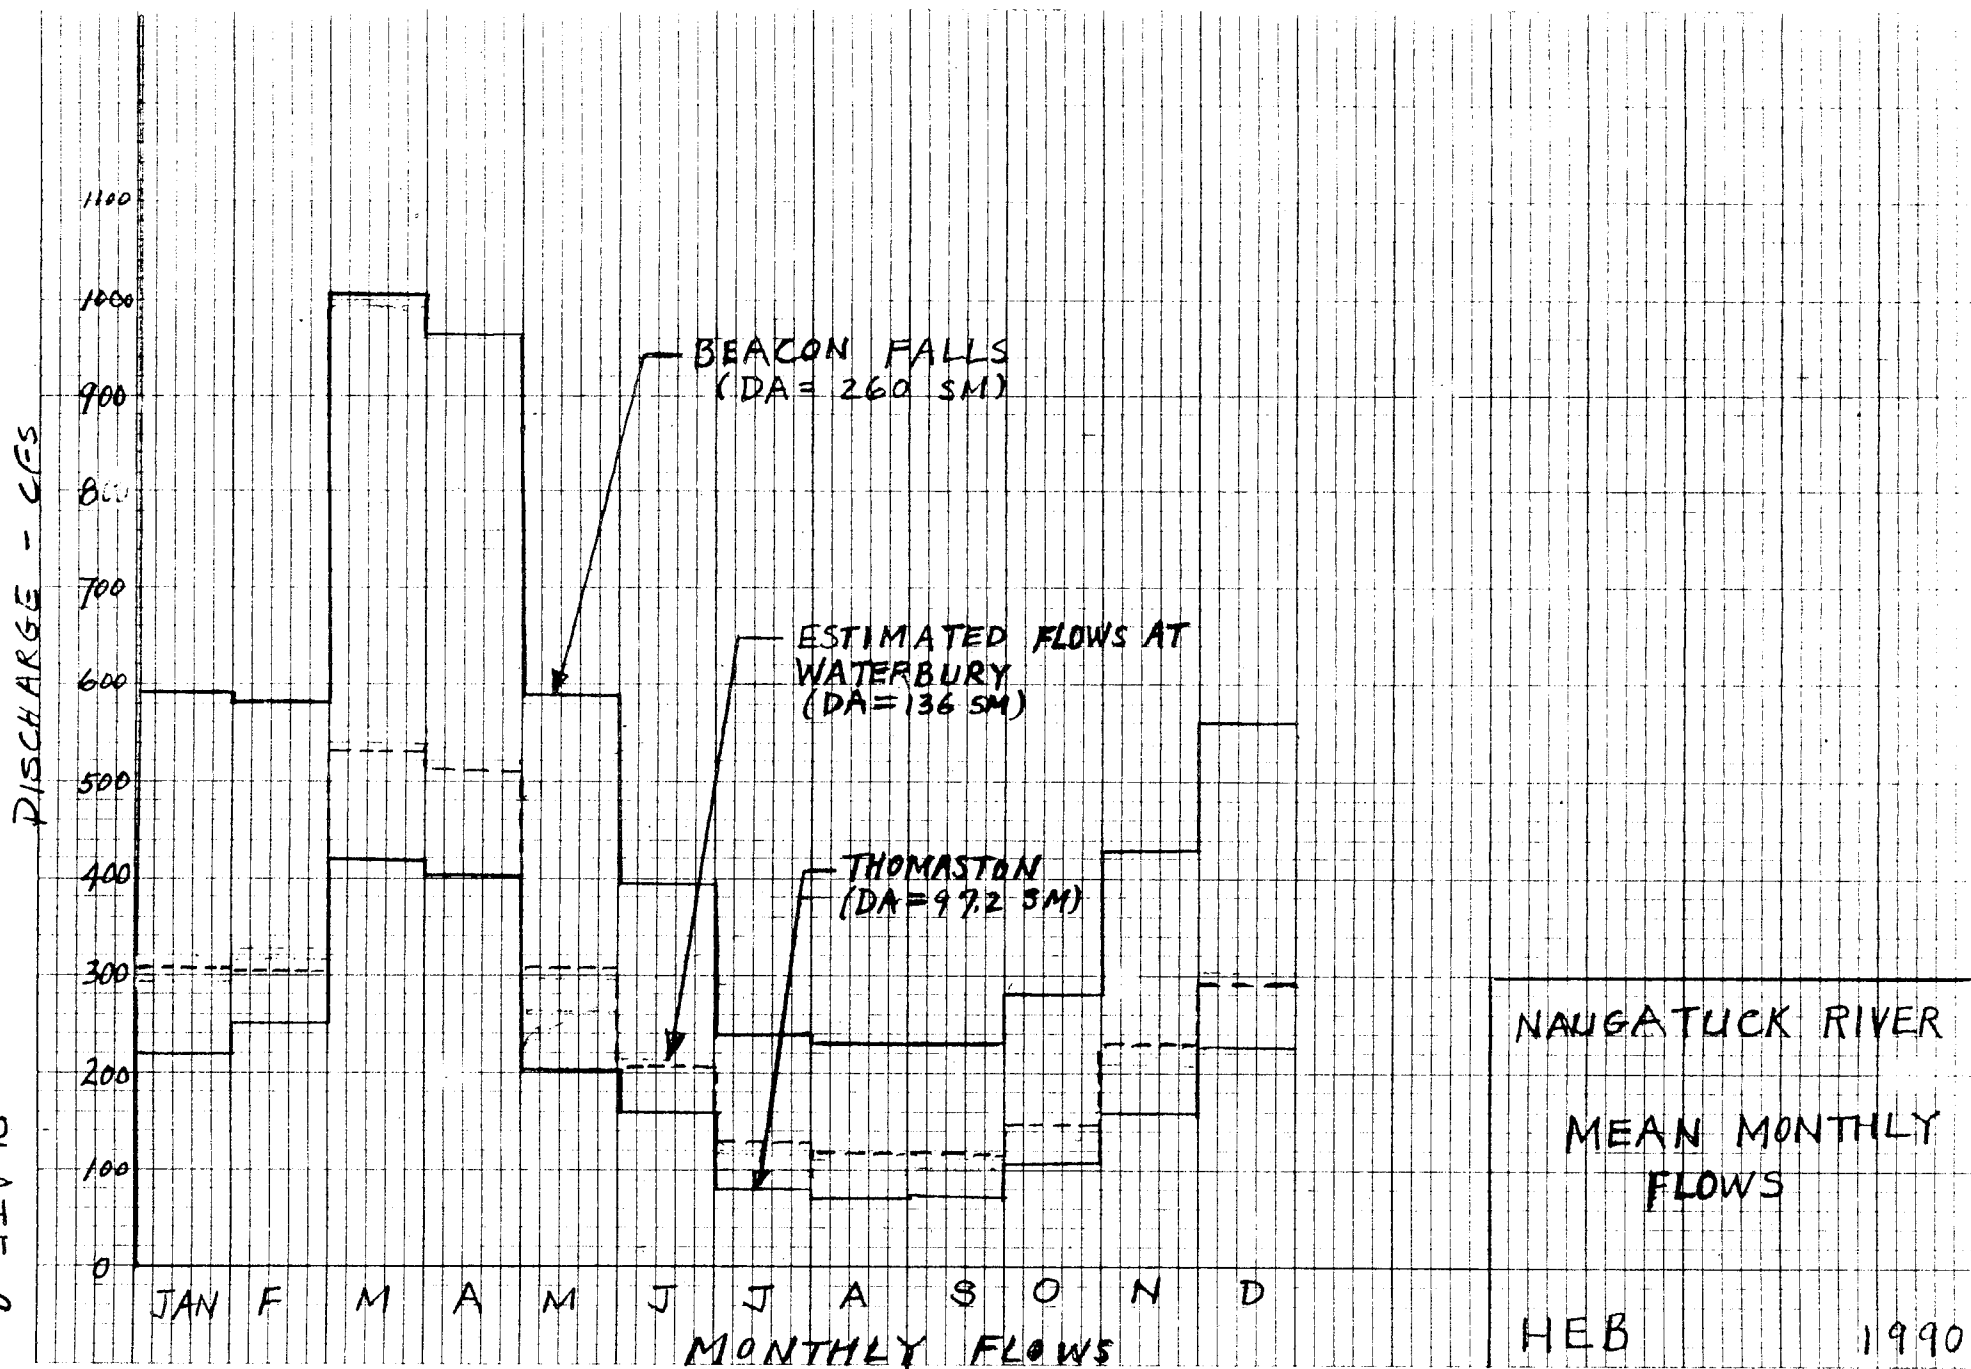 1100
1000
900
700
600
500
400
300
200
100
0
DISCHARGE - CFS
BEACON FALLS
(DA = 260 SM)
ESTIMATED FLOWS AT
WATERBURY
(DA = 136 SM)
THOMASTON
(DA = 97.2 SM)
JAN F M A M J J A S O N D
MONTHLY FLOWS
NAUGATUCK RIVER
MEAN MONTHLY
FLOWS
HEB 1990